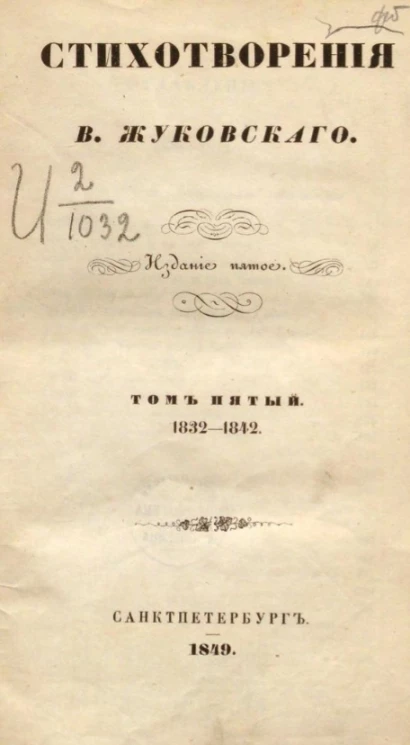 СТИХОТВОРЕНІЯ
В. ЖУКОВСКАГО.
И 2/1032
Изданіе пятое.
ТОМЪ ПЯТЫЙ.
1832—1842.
САНКТПЕТЕРБУРГЪ.
1849.